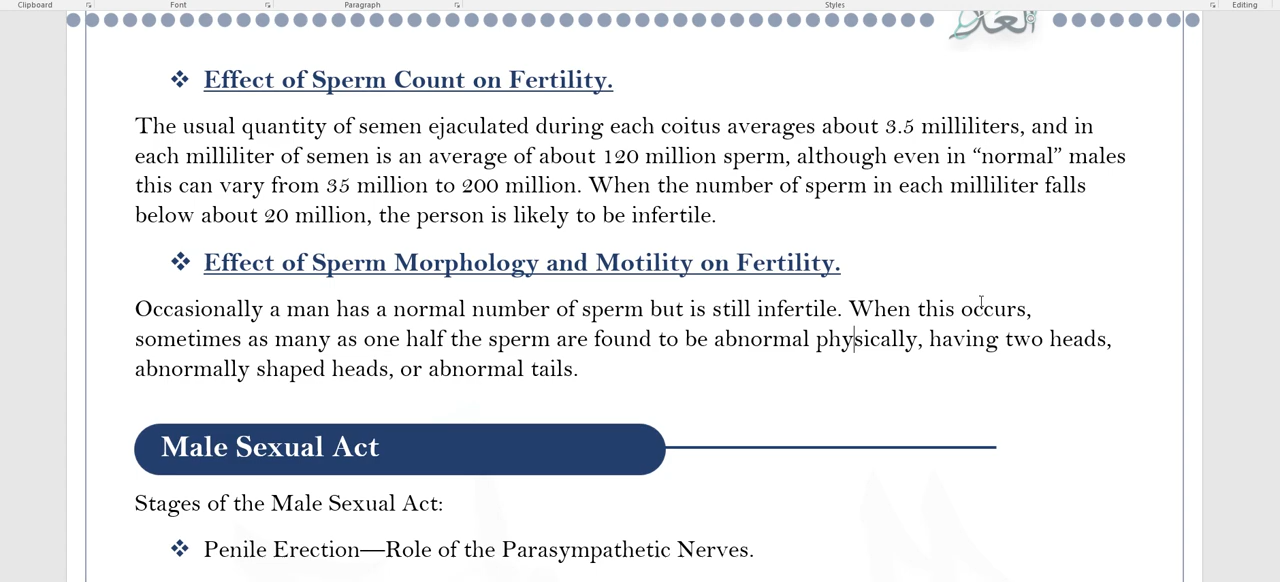 Clipboard Font Paragraph Styles Editing
العلا
Effect of Sperm Count on Fertility.
The usual quantity of semen ejaculated during each coitus averages about 3.5 milliliters, and in
each milliliter of semen is an average of about 120 million sperm, although even in “normal” males
this can vary from 35 million to 200 million. When the number of sperm in each milliliter falls
below about 20 million, the person is likely to be infertile.
Effect of Sperm Morphology and Motility on Fertility.
Occasionally a man has a normal number of sperm but is still infertile. When this occurs,
sometimes as many as one half the sperm are found to be abnormal physically, having two heads,
abnormally shaped heads, or abnormal tails.
Male Sexual Act
Stages of the Male Sexual Act:
Penile Erection—Role of the Parasympathetic Nerves.